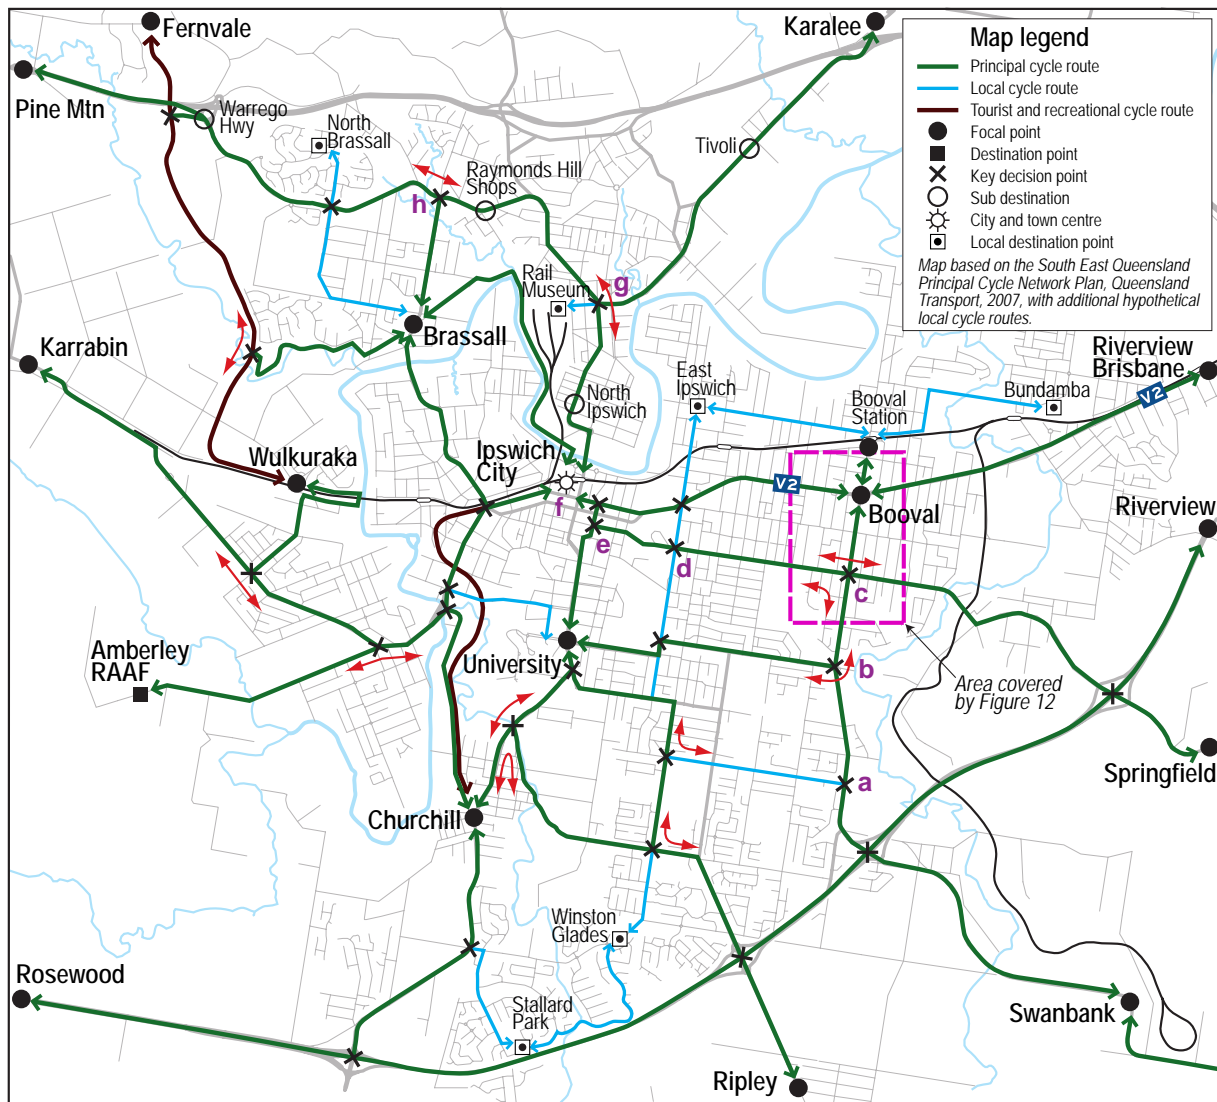 Fernvale
Karalee
Pine Mtn
Warrego
Hwy
North
Brassall
Raymonds Hill
Shops
Tivoli
Map legend
Principal cycle route
Local cycle route
Tourist and recreational cycle route
Focal point
Destination point
Key decision point
Sub destination
City and town centre
Local destination point
Map based on the South East Queensland
Principal Cycle Network Plan, Queensland
Transport, 2007, with additional hypothetical
local cycle routes.
h
g
Rail
Museum
Brassall
Karrabin
North
Ipswich
East
Ipswich
Booval
Station
Bundamba
Riverview
Brisbane
V2
Wulkuraka
Ipswich
City
V2
Booval
Riverview
f
e
d
c
Amberley
RAAF
University
b
Area covered
by Figure 12
a
Springfield
Churchill
Winston
Glades
Rosewood
Stallard
Park
Swanbank
Ripley